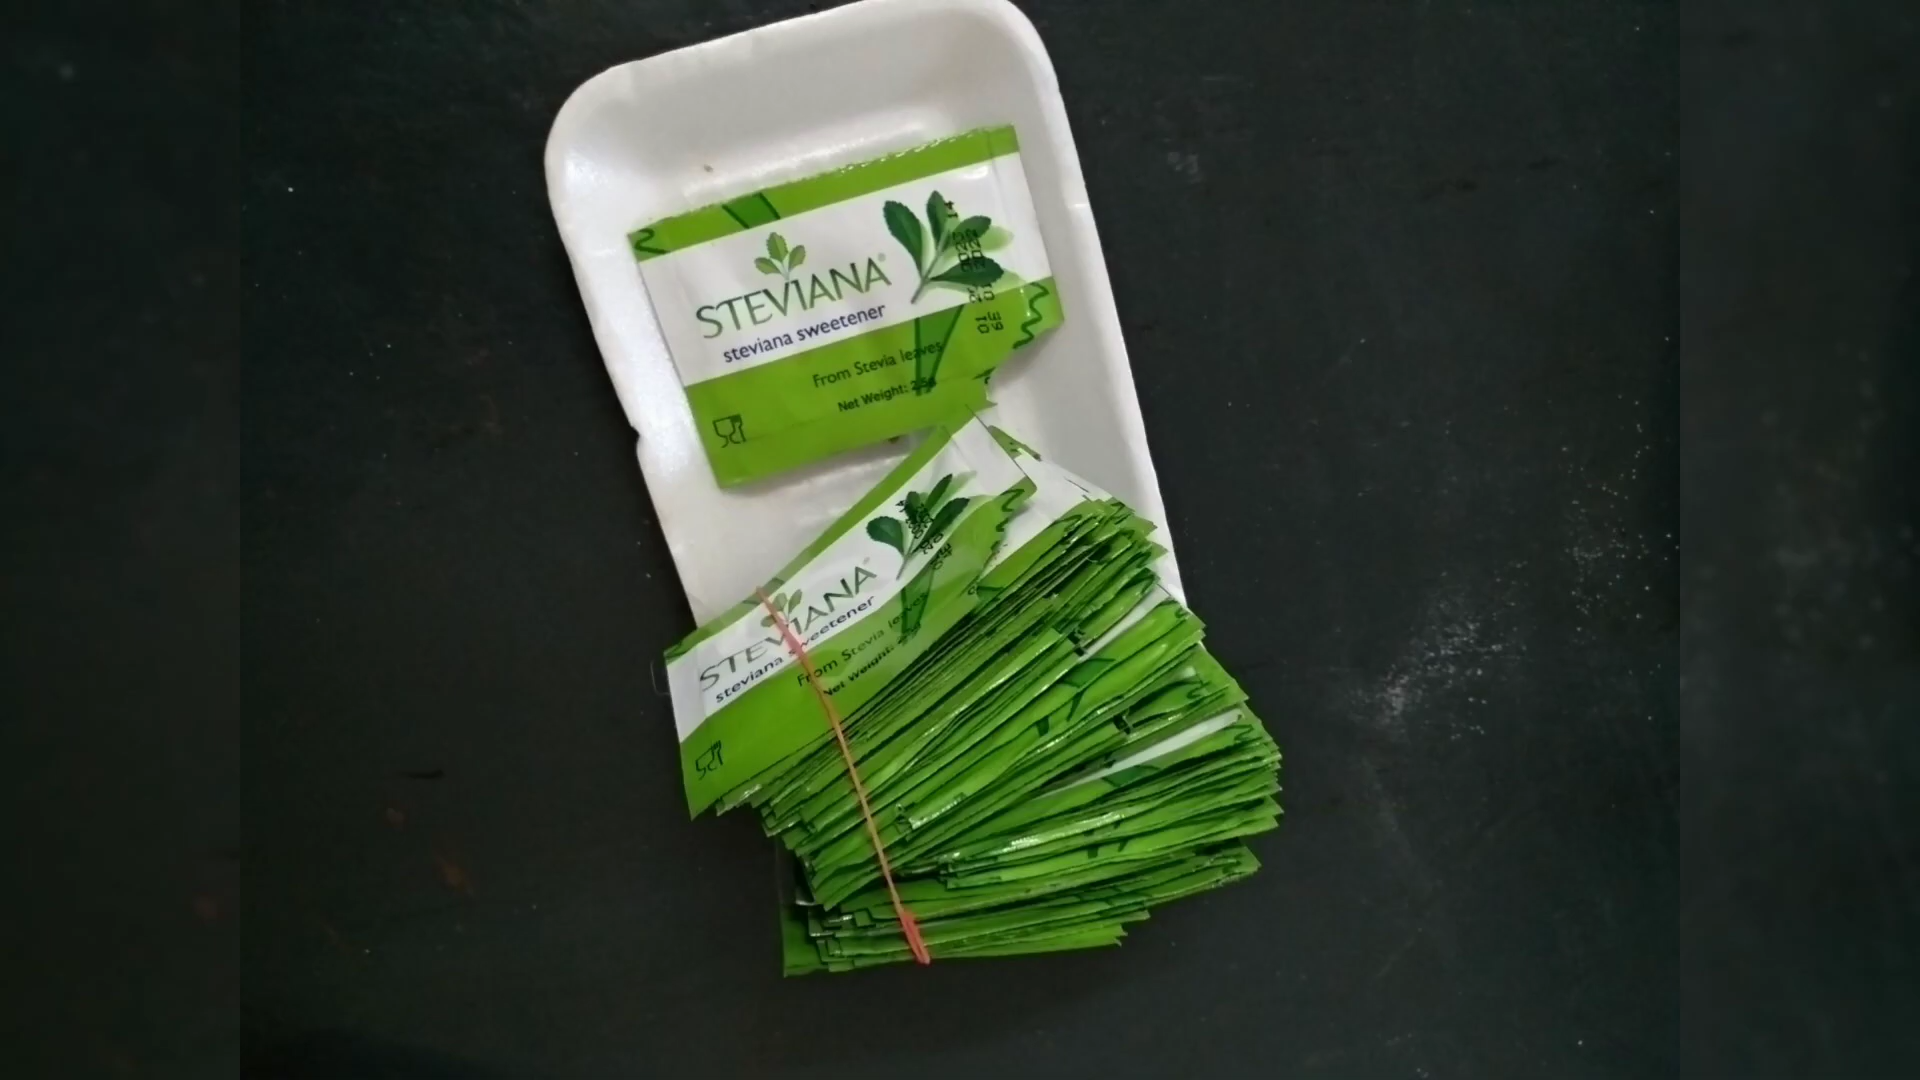 STEVIANA®
steviana sweetener
From Stevia leaves
Net Weight:
STEVIANA®
steviana sweetener
From Stevia leaves
Net Weight: